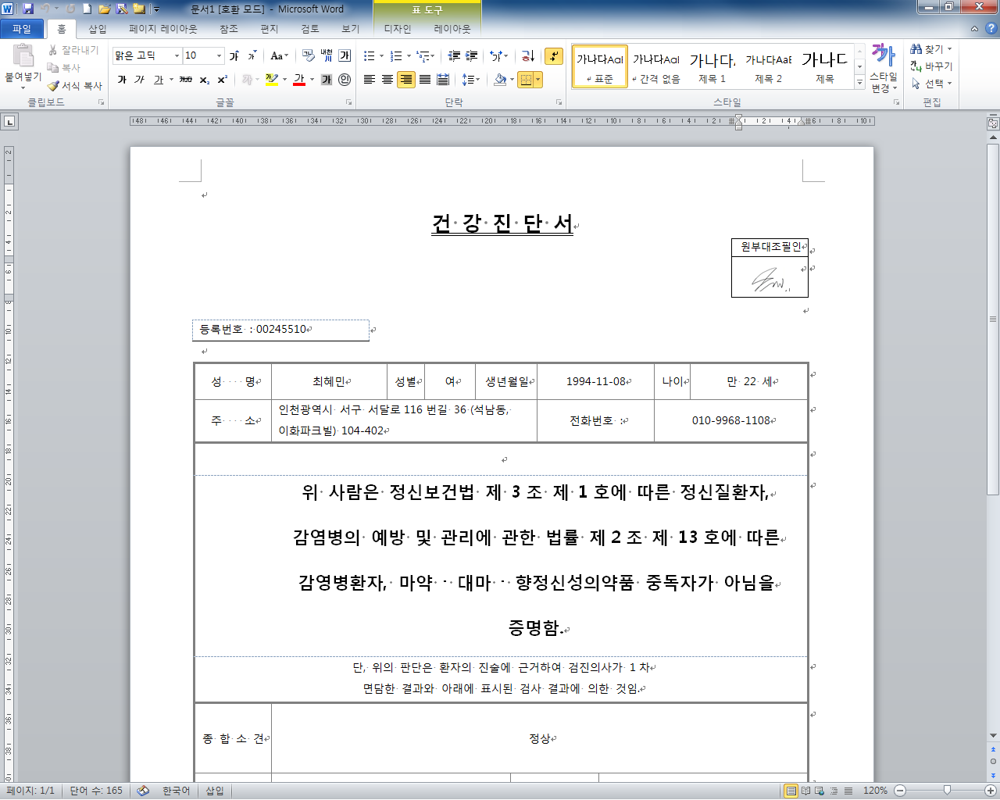 문서1 [호환 모드] - Microsoft Word
표 도구
파일 홈 삽입 페이지 레이아웃 참조 편지 검토 보기 디자인 레이아웃
붙여넣기
잘라내기
복사
서식 복사
클립보드
맑은 고딕 10
글꼴
단락
가나다Aa 가나다Aa 가나다 가나다Aa 가나다
표준 간격 없음 제목 1 제목 2 제목
스타일 변경
스타일
찾기
바꾸기
선택
편집
건 강 진 단 서
원부대조필인
등록번호 : 00245510
성 명 최혜민 성별 여 생년월일 1994-11-08 나이 만 22 세
주 소 인천광역시 서구 서달로 116 번길 36 (석남동,
이화파크빌) 104-402 전화번호 : 010-9968-1108
위 사람은 정신보건법 제 3 조 제 1 호에 따른 정신질환자,
감염병의 예방 및 관리에 관한 법률 제 2 조 제 13 호에 따른
감영병환자, 마약 · 대마 · 향정신성의약품 중독자가 아님을
증명함.
단, 위의 판단은 환자의 진술에 근거하여 검진의사가 1 차
면담한 결과와 아래에 표시된 검사 결과에 의한 것임.
종 합 소 견 정상
페이지: 1/1 단어 수: 165 한국어 삽입 120%